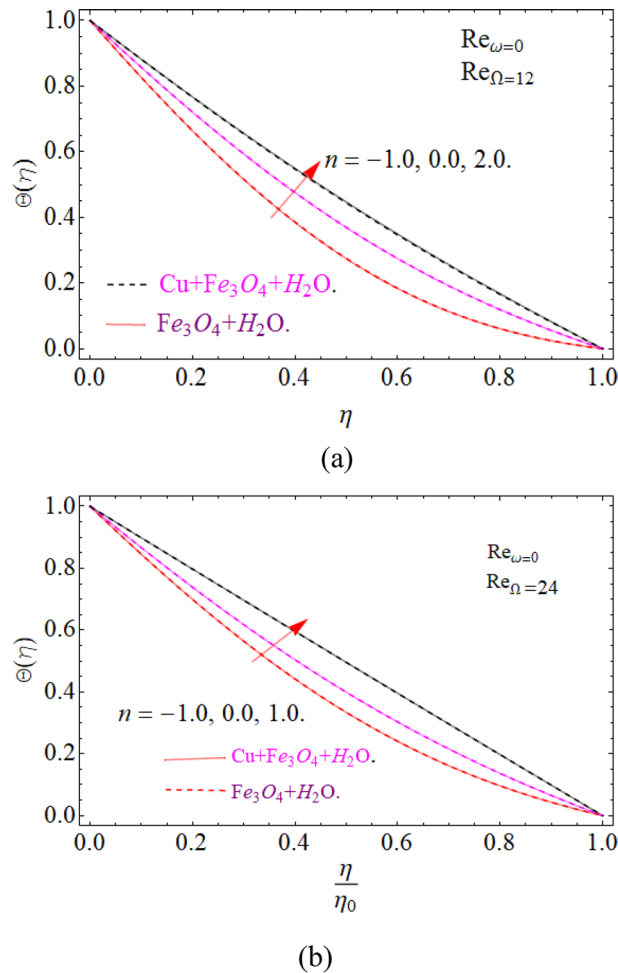 1.0
0.8
0.6
0.4
0.2
0.0
Θ(η)
Re_{ω=0}
Re_{Ω=12}
n = −1.0, 0.0, 2.0.
Cu+Fe₃O₄+H₂O.
Fe₃O₄+H₂O.
0.0 0.2 0.4 0.6 0.8 1.0
η
(a)
1.0
0.8
0.6
0.4
0.2
0.0
Θ(η)
Re_{ω=0}
Re_{Ω=24}
n = −1.0, 0.0, 1.0.
Cu+Fe₃O₄+H₂O.
Fe₃O₄+H₂O.
0.0 0.2 0.4 0.6 0.8 1.0
η
η₀
(b)